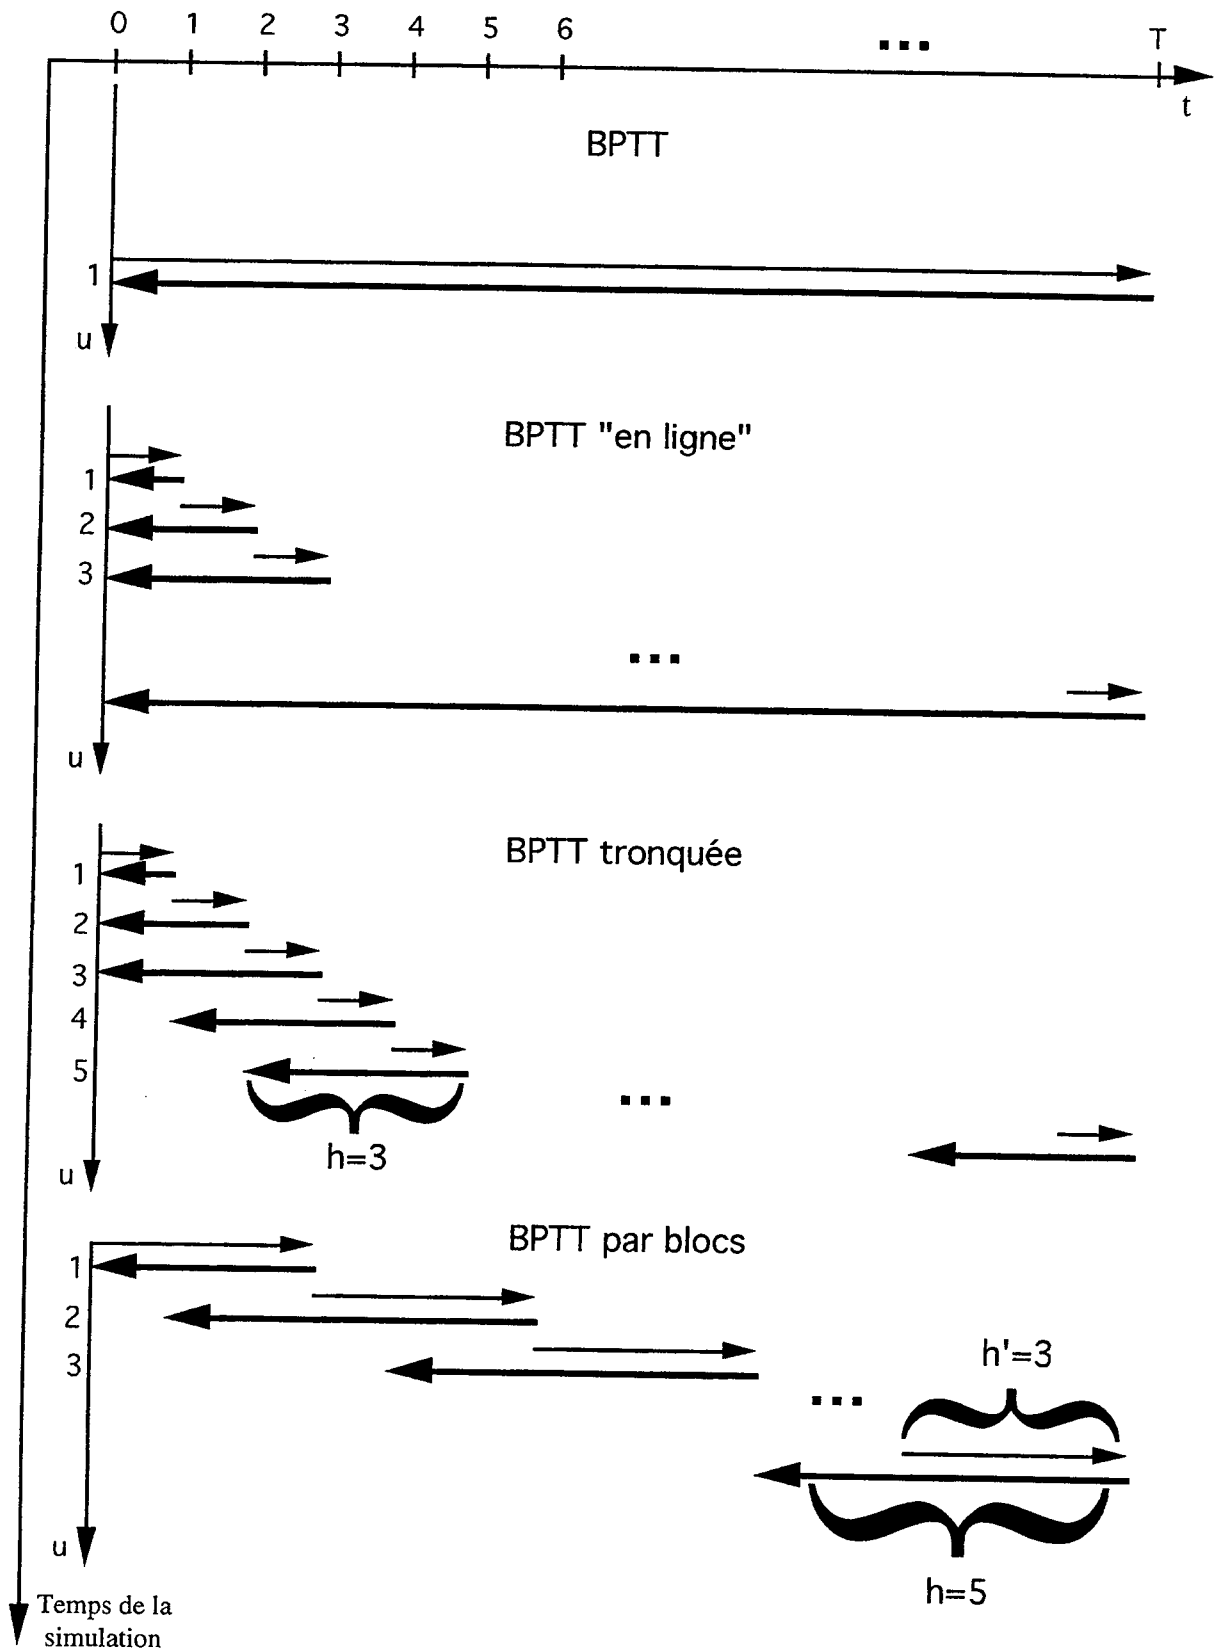 0 1 2 3 4 5 6 ... T
t
BPTT
1
u
BPTT "en ligne"
1
2
3
...
u
BPTT tronquée
1
2
3
4
5
...
h=3
u
BPTT par blocs
1
2
3
h'=3
...
u
h=5
Temps de la
simulation